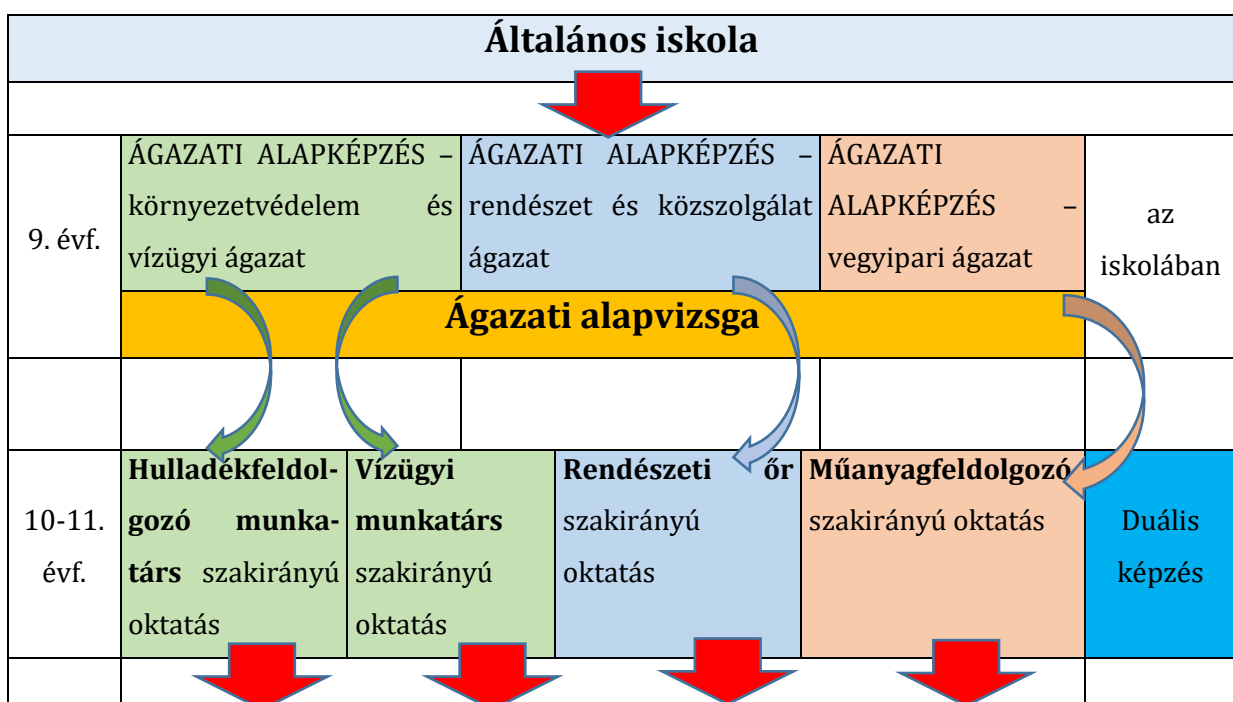 Általános iskola
9. évf.
ÁGAZATI ALAPKÉPZÉS –
környezetvédelem és
vízügyi ágazat
ÁGAZATI ALAPKÉPZÉS –
rendészet és közszolgálat
ágazat
ÁGAZATI
ALAPKÉPZÉS –
vegyipari ágazat
az
iskolában
Ágazati alapvizsga
10-11.
évf.
Hulladékfeldol-
gozó munka-
társ szakirányú
oktatás
Vízügyi
munkatárs
szakirányú
oktatás
Rendészeti őr
szakirányú
oktatás
Műanyagfeldolgozó
szakirányú oktatás
Duális
képzés